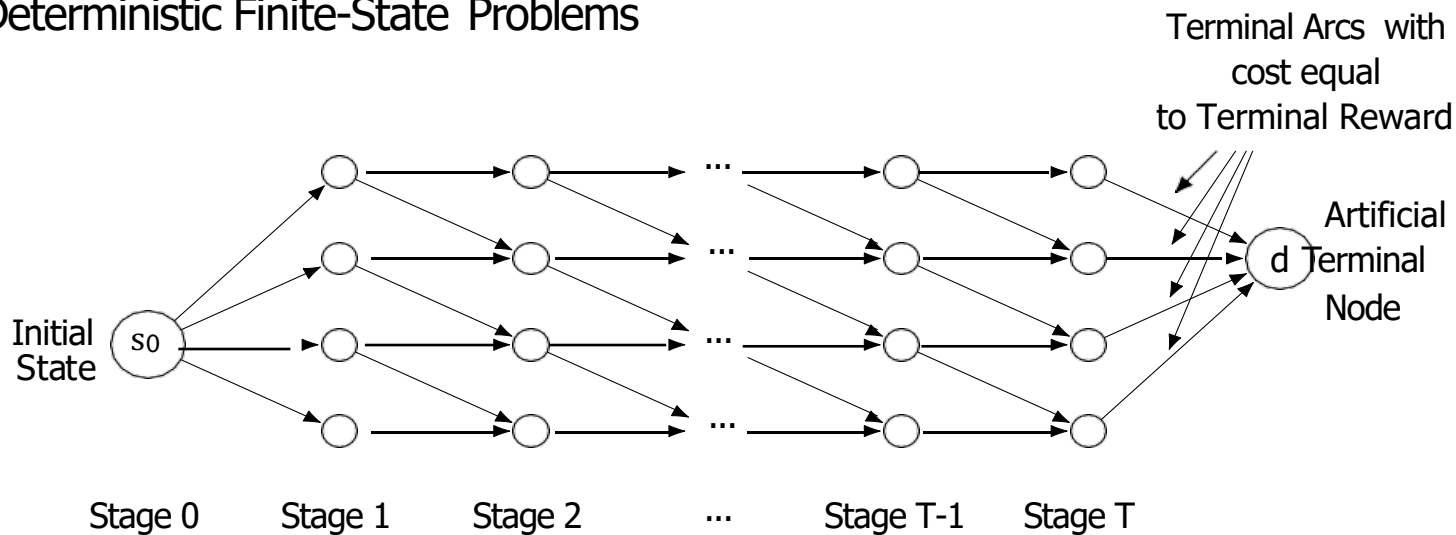 Deterministic Finite-State Problems
Terminal Arcs with
cost equal
to Terminal Reward
...
...
...
...
Artificial
d Terminal
Node
Initial
State
s0
Stage 0 Stage 1 Stage 2 ... Stage T-1 Stage T